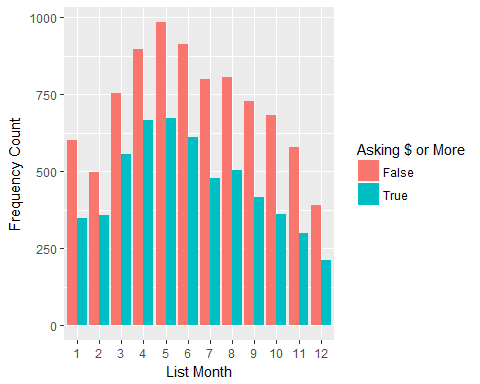 1000
750
500
250
0
Frequency Count
1 2 3 4 5 6 7 8 9 10 11 12
List Month
Asking $ or More
False
True